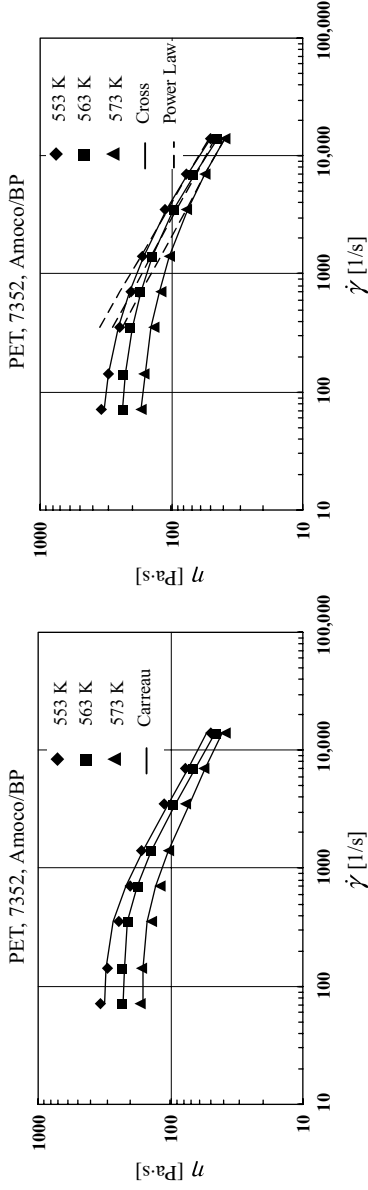 PET, 7352, Amoco/BP
1000
100
10
η [Pa·s]
10
100
1000
10,000
100,000
γ̇ [1/s]
553 K
563 K
573 K
Carreau
PET, 7352, Amoco/BP
1000
100
10
η [Pa·s]
10
100
1000
10,000
100,000
γ̇ [1/s]
553 K
563 K
573 K
Cross
Power Law